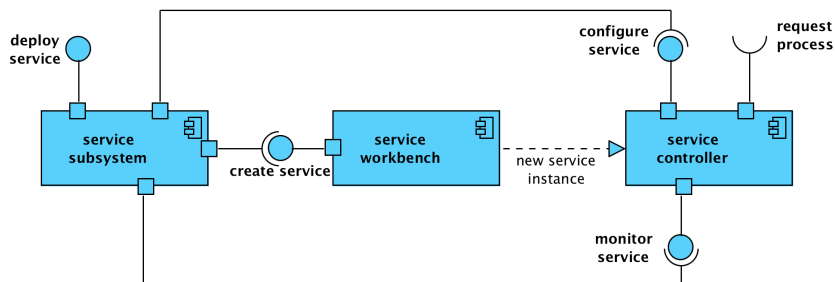 deploy
service
configure
service
request
process
service
subsystem
create service
service
workbench
new service
instance
service
controller
monitor
service